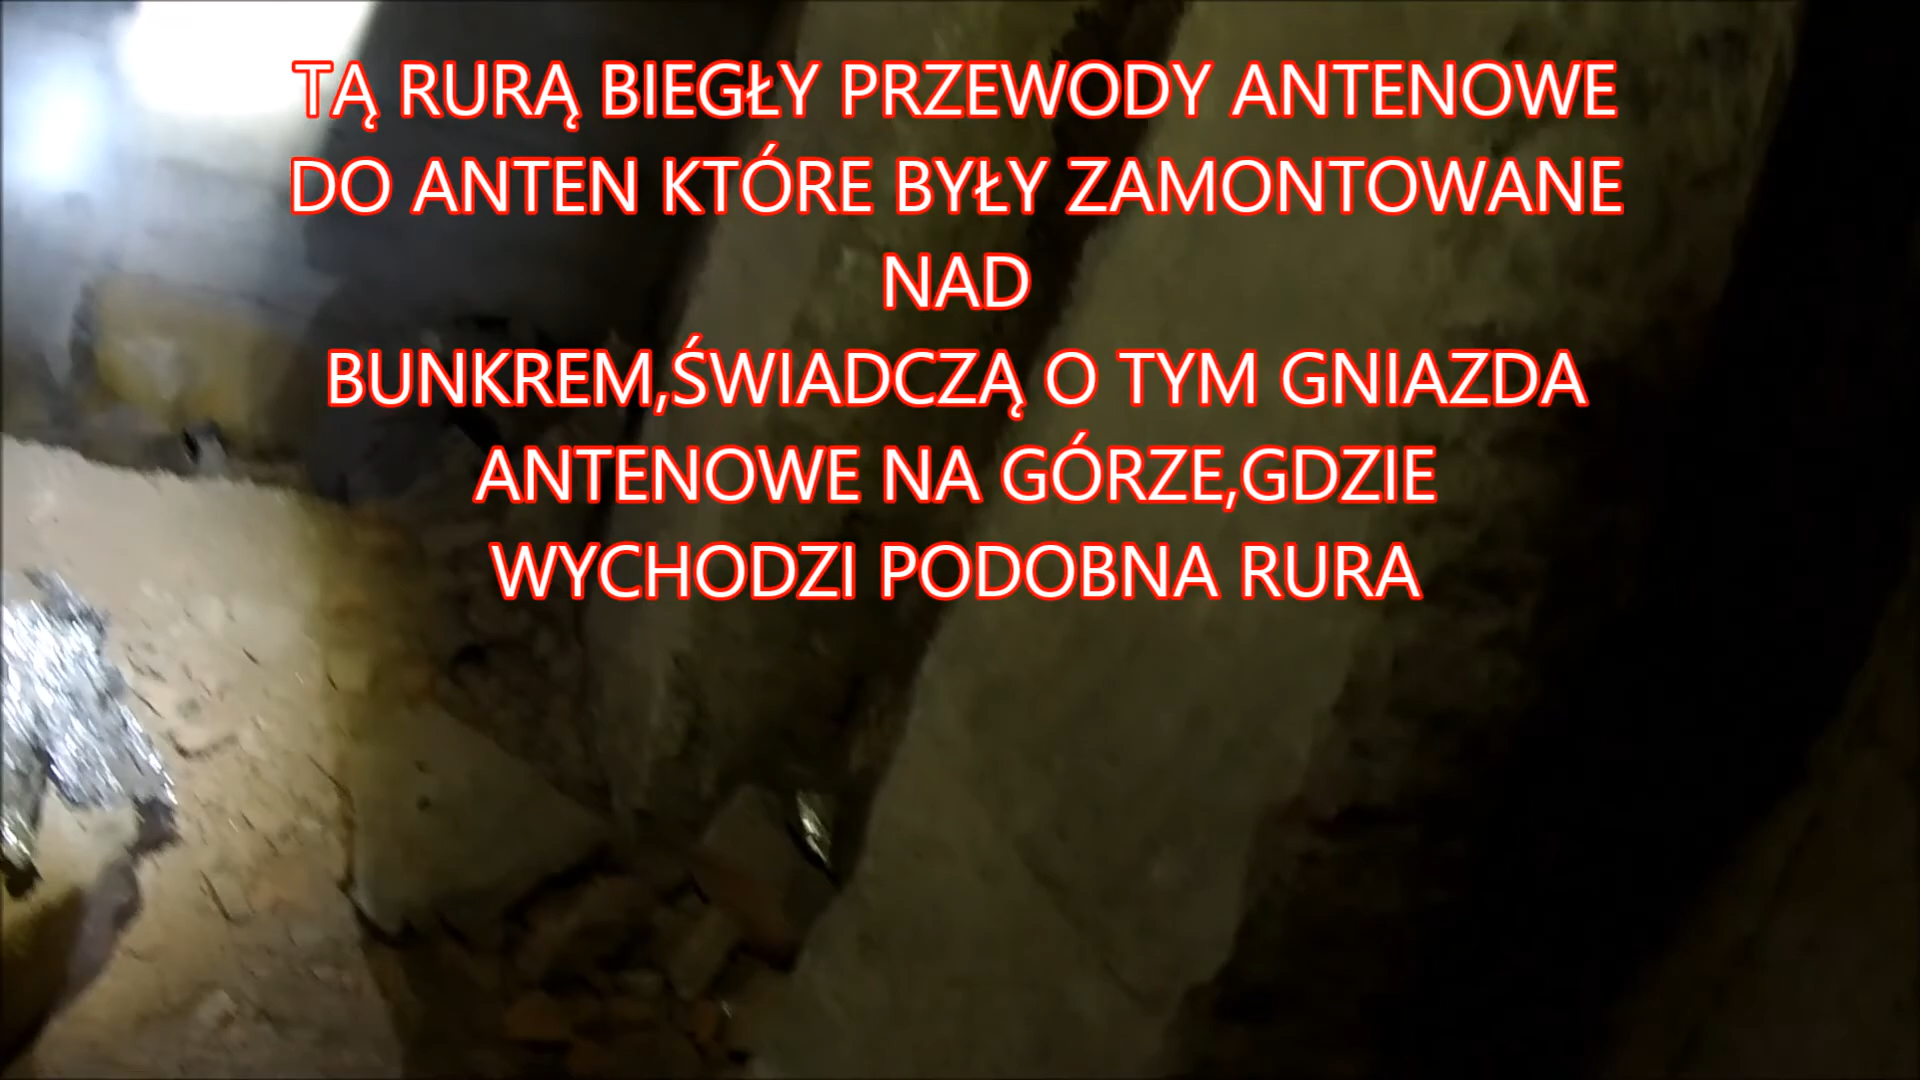 TĄ RURĄ BIEGŁY PRZEWODY ANTENOWE
DO ANTEN KTÓRE BYŁY ZAMONTOWANE
NAD
BUNKREM,ŚWIADCZĄ O TYM GNIAZDA
ANTENOWE NA GÓRZE,GDZIE
WYCHODZI PODOBNA RURA